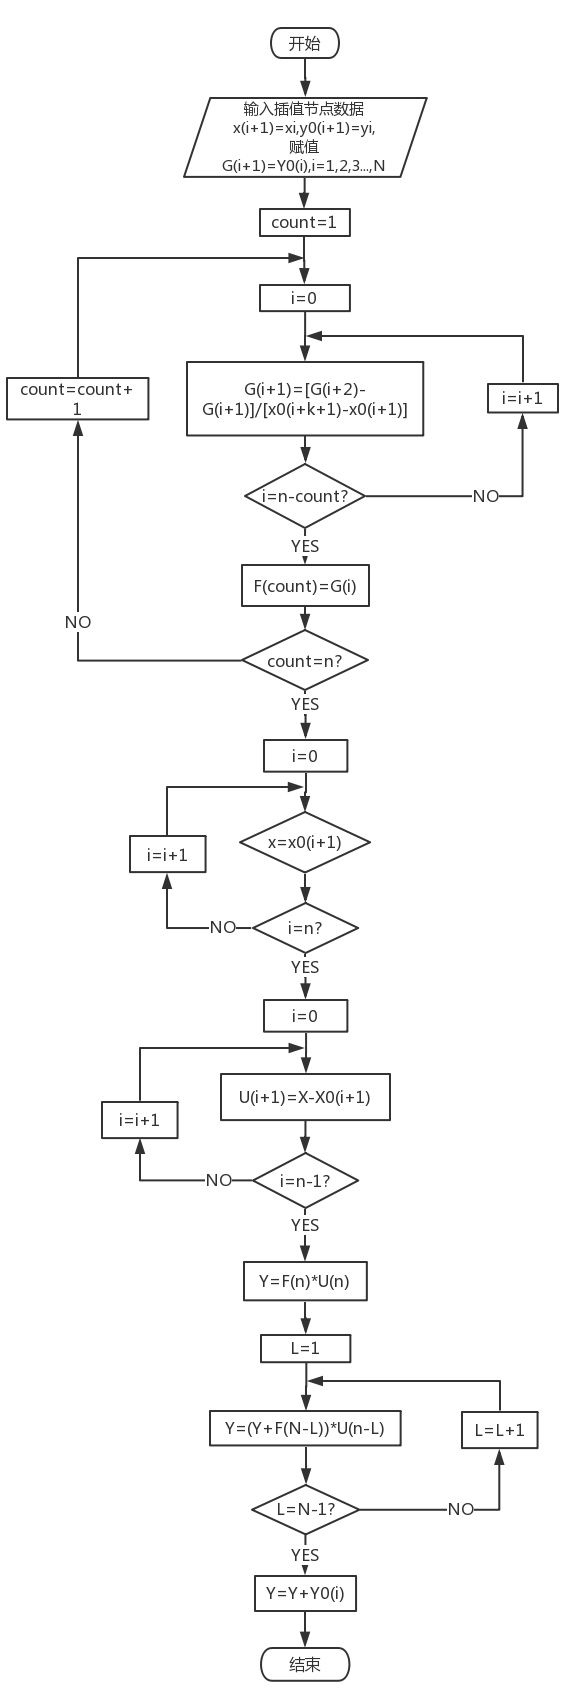 开始
输入插值节点数据
x(i+1)=xi,y0(i+1)=yi,
赋值
G(i+1)=Y0(i),i=1,2,3...,N
count=1
i=0
count=count+
1
G(i+1)=[G(i+2)-
G(i+1)]/[x0(i+k+1)-x0(i+1)]
i=i+1
i=n-count?
NO
YES
F(count)=G(i)
NO
count=n?
YES
i=0
x=x0(i+1)
i=i+1
NO
i=n?
YES
i=0
U(i+1)=X-X0(i+1)
i=i+1
NO
i=n-1?
YES
Y=F(n)*U(n)
L=1
Y=(Y+F(N-L))*U(n-L)
L=L+1
L=N-1?
NO
YES
Y=Y+Y0(i)
结束